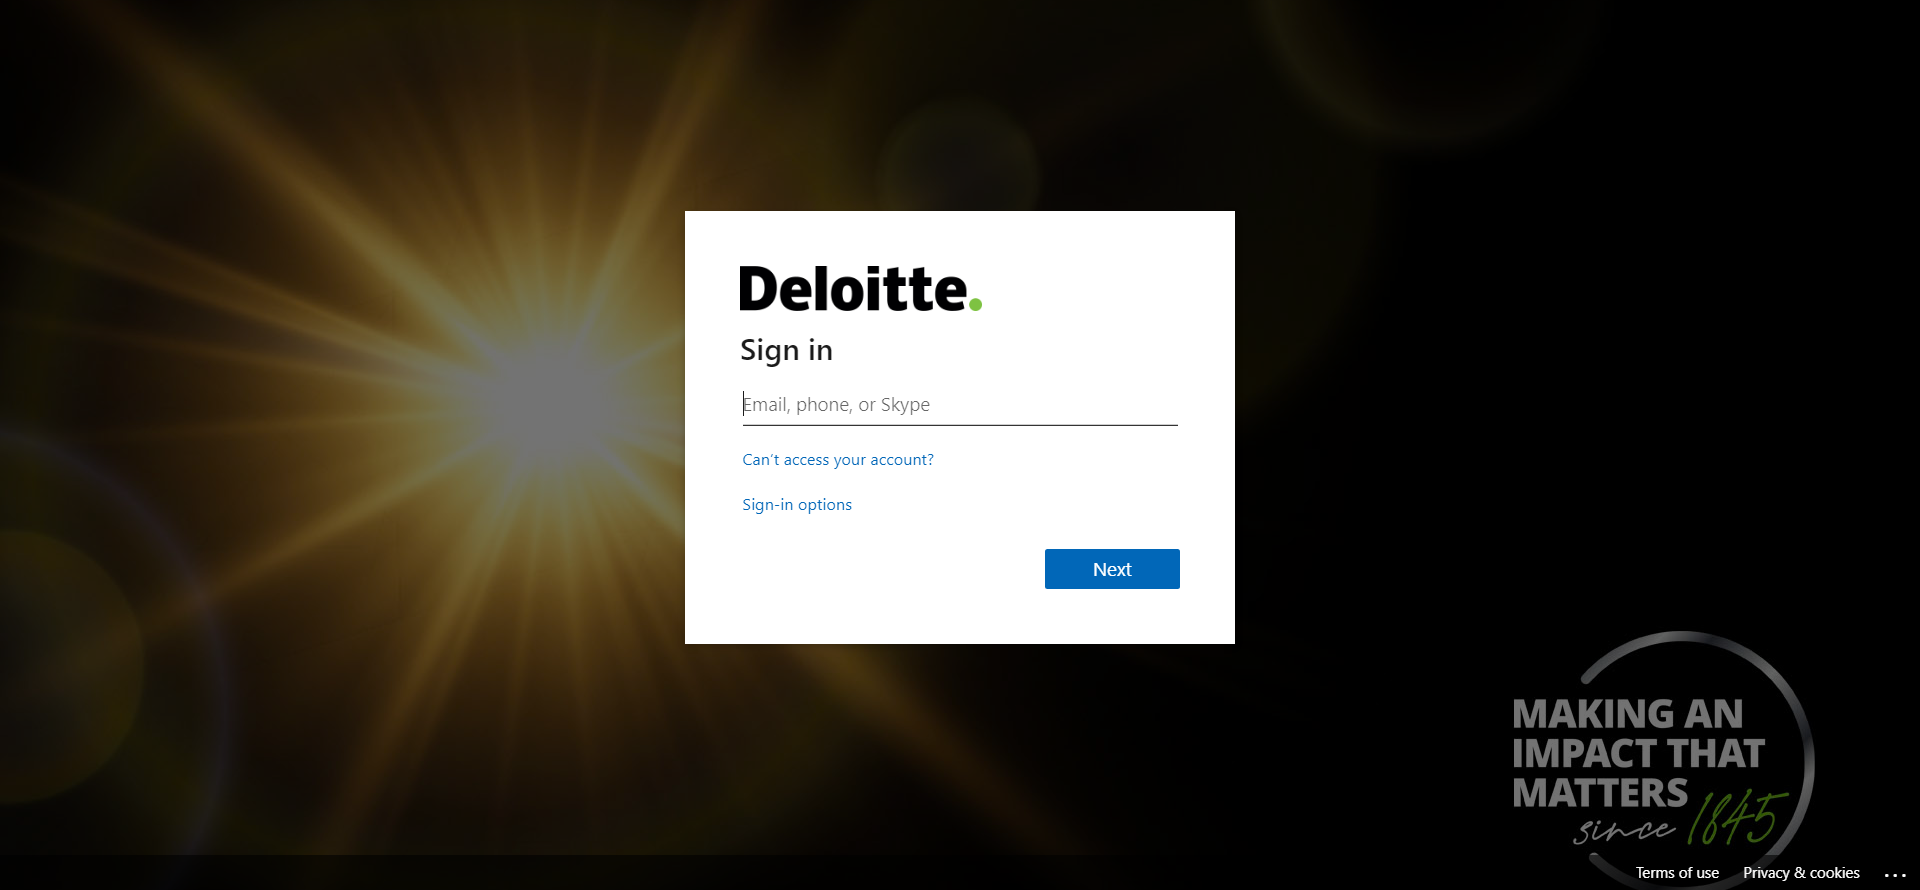 Deloitte.
Sign in
Email, phone, or Skype
Can't access your account?
Sign-in options
Next
MAKING AN
IMPACT THAT
MATTERS
since 1845
Terms of use
Privacy & cookies
...